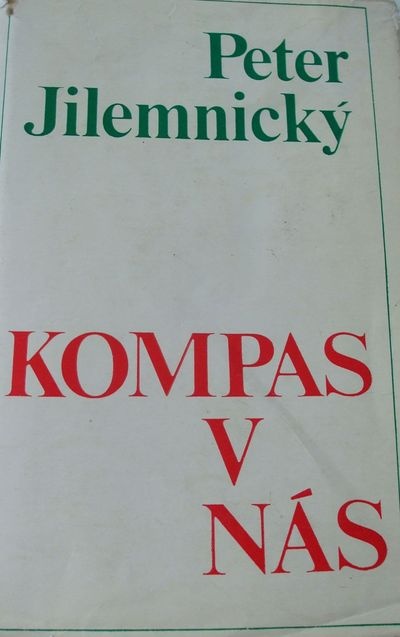 Peter
Jilemnický
KOMPAS
V
NÁS